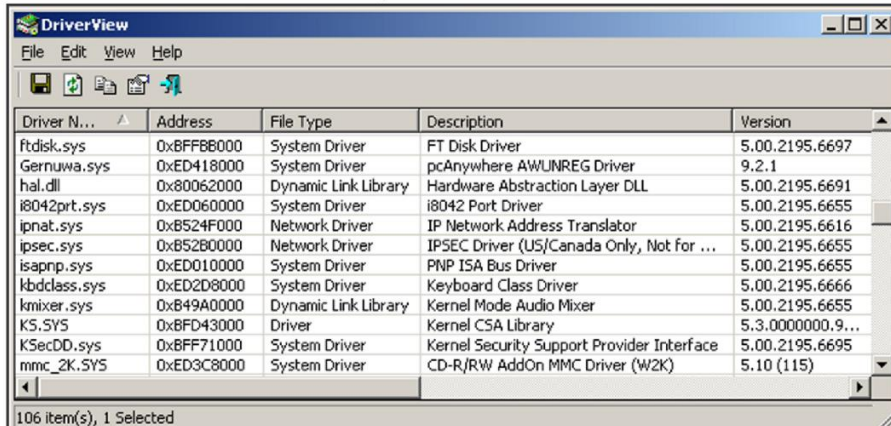 DriverView
File Edit View Help
Driver N... Address File Type Description Version
ftdisk.sys 0xBFFBB000 System Driver FT Disk Driver 5.00.2195.6697
Gernuwa.sys 0xED418000 System Driver pcAnywhere AWUNREG Driver 9.2.1
hal.dll 0x80062000 Dynamic Link Library Hardware Abstraction Layer DLL 5.00.2195.6691
i8042prt.sys 0xED060000 System Driver i8042 Port Driver 5.00.2195.6655
ipnat.sys 0xB524F000 Network Driver IP Network Address Translator 5.00.2195.6616
ipsec.sys 0xB52B0000 Network Driver IPSEC Driver (US/Canada Only, Not for ... 5.00.2195.6655
isapnp.sys 0xED010000 System Driver PNP ISA Bus Driver 5.00.2195.6655
kbdclass.sys 0xED2D8000 System Driver Keyboard Class Driver 5.00.2195.6666
kmixer.sys 0xB49A0000 Dynamic Link Library Kernel Mode Audio Mixer 5.00.2195.6655
KS.SYS 0xBFD43000 Driver Kernel CSA Library 5.3.0000000.9...
KSecDD.sys 0xBFF71000 System Driver Kernel Security Support Provider Interface 5.00.2195.6695
mmc_2K.SYS 0xED3C8000 System Driver CD-R/RW AddOn MMC Driver (W2K) 5.10 (115)
106 item(s), 1 Selected